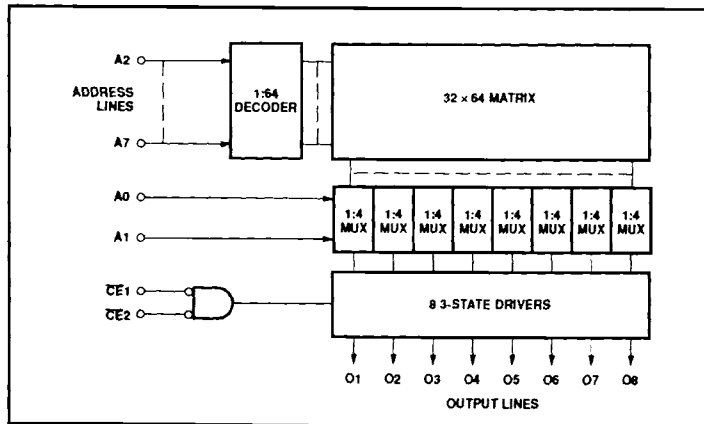 A2
ADDRESS
LINES
A7
1:64
DECODER
32 × 64 MATRIX
A0
A1
1:4
MUX
1:4
MUX
1:4
MUX
1:4
MUX
1:4
MUX
1:4
MUX
1:4
MUX
1:4
MUX
C̅E̅1
C̅E̅2
8 3-STATE DRIVERS
O1 O2 O3 O4 O5 O6 O7 O8
OUTPUT LINES